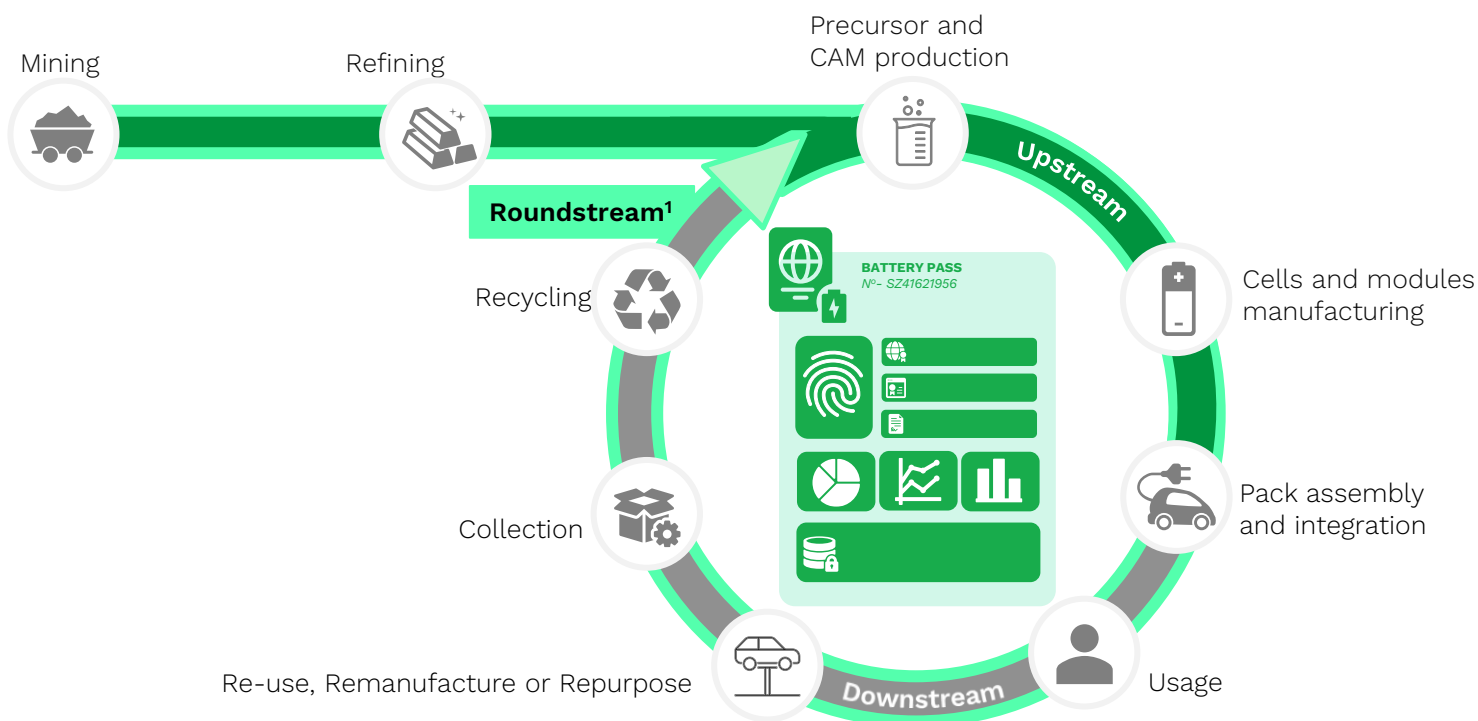 Mining
Refining
Precursor and
CAM production
Upstream
Roundstream¹
BATTERY PASS
Nº- SZ41621956
Recycling
Cells and modules
manufacturing
Collection
Pack assembly
and integration
Re-use, Remanufacture or Repurpose
Downstream
Usage